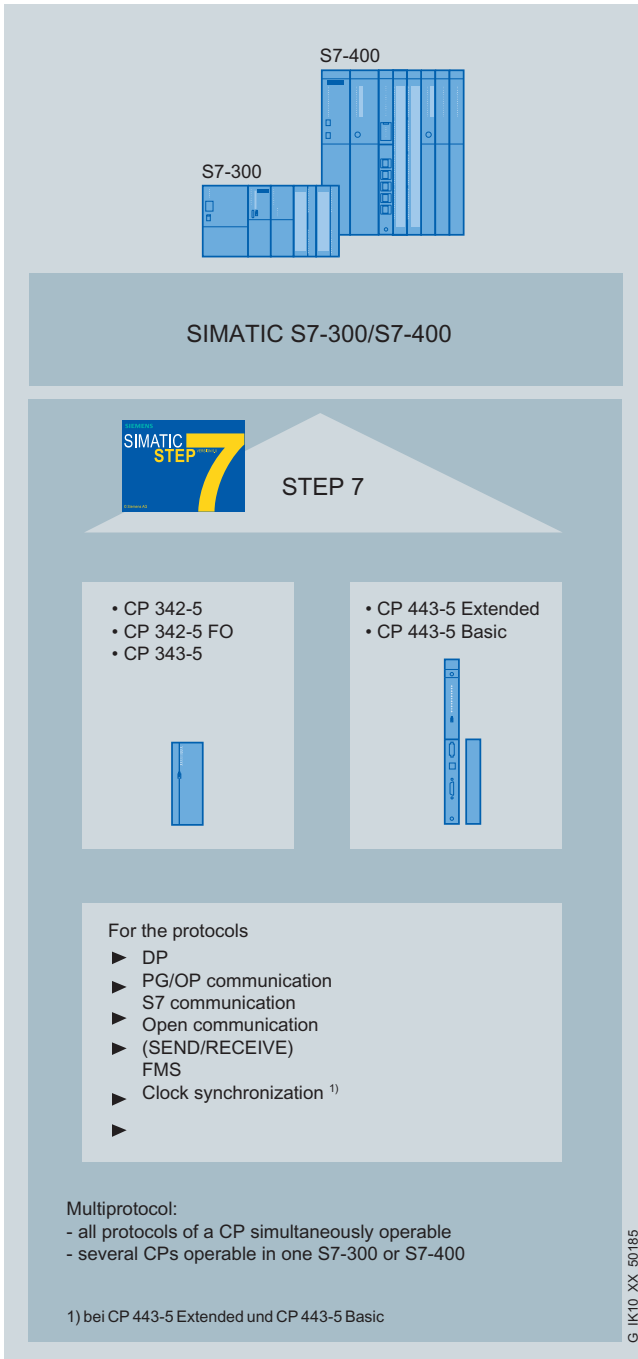 S7-400
S7-300
SIMATIC S7-300/S7-400
SIEMENS
SIMATIC
STEP 7
STEP 7
• CP 342-5
• CP 342-5 FO
• CP 343-5
• CP 443-5 Extended
• CP 443-5 Basic
For the protocols
► DP
► PG/OP communication
S7 communication
► Open communication
► (SEND/RECEIVE)
FMS
► Clock synchronization 1)
►
Multiprotocol:
- all protocols of a CP simultaneously operable
- several CPs operable in one S7-300 or S7-400
1) bei CP 443-5 Extended und CP 443-5 Basic
G_IK10_XX_50185